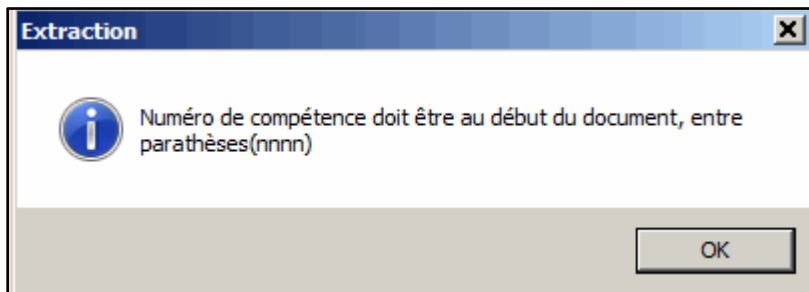 Extraction
Numéro de compétence doit être au début du document, entre
parathèses(nnnn)
OK